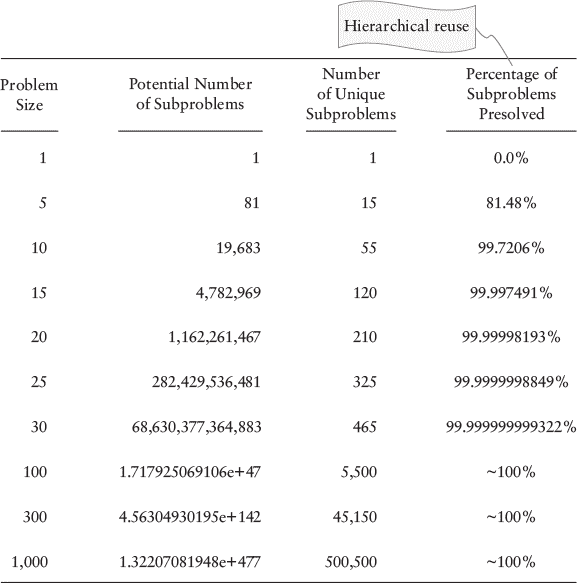 Hierarchical reuse
Problem Size Potential Number of Subproblems Number of Unique Subproblems Percentage of Subproblems Presolved
1 1 1 0.0%
5 81 15 81.48%
10 19,683 55 99.7206%
15 4,782,969 120 99.997491%
20 1,162,261,467 210 99.99998193%
25 282,429,536,481 325 99.9999998849%
30 68,630,377,364,883 465 99.999999999322%
100 1.717925069106e+47 5,500 ~100%
300 4.56304930195e+142 45,150 ~100%
1,000 1.32207081948e+477 500,500 ~100%